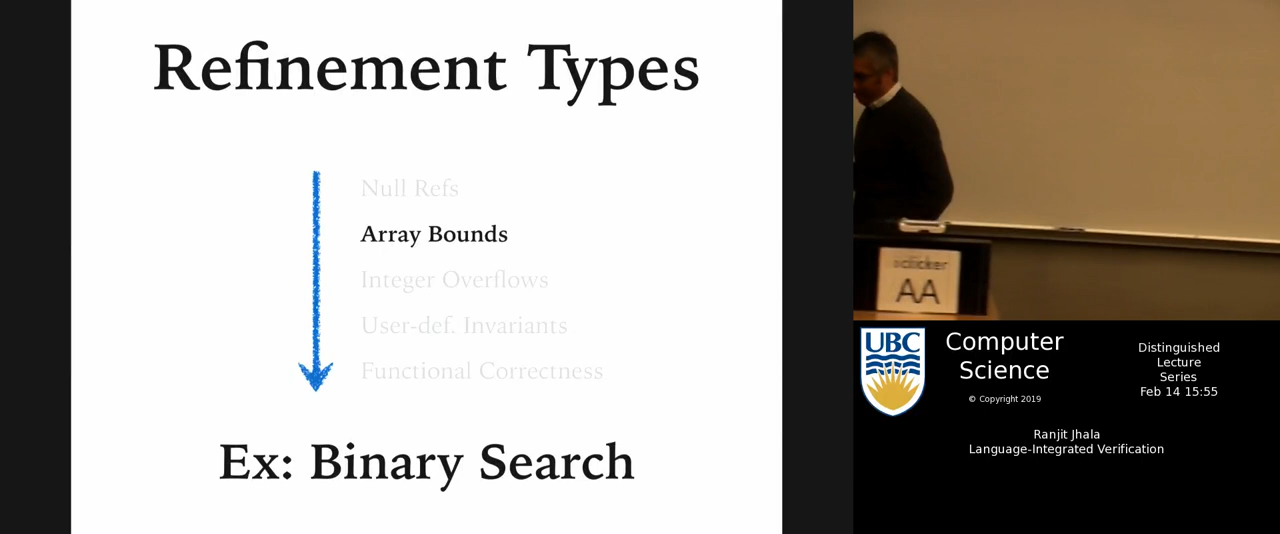 Refinement Types
Null Refs
Array Bounds
Integer Overflows
User-def. Invariants
Functional Correctness
Ex: Binary Search
AA
UBC
Computer
Science
© Copyright 2019
Distinguished
Lecture
Series
Feb 14 15:55
Ranjit Jhala
Language-Integrated Verification